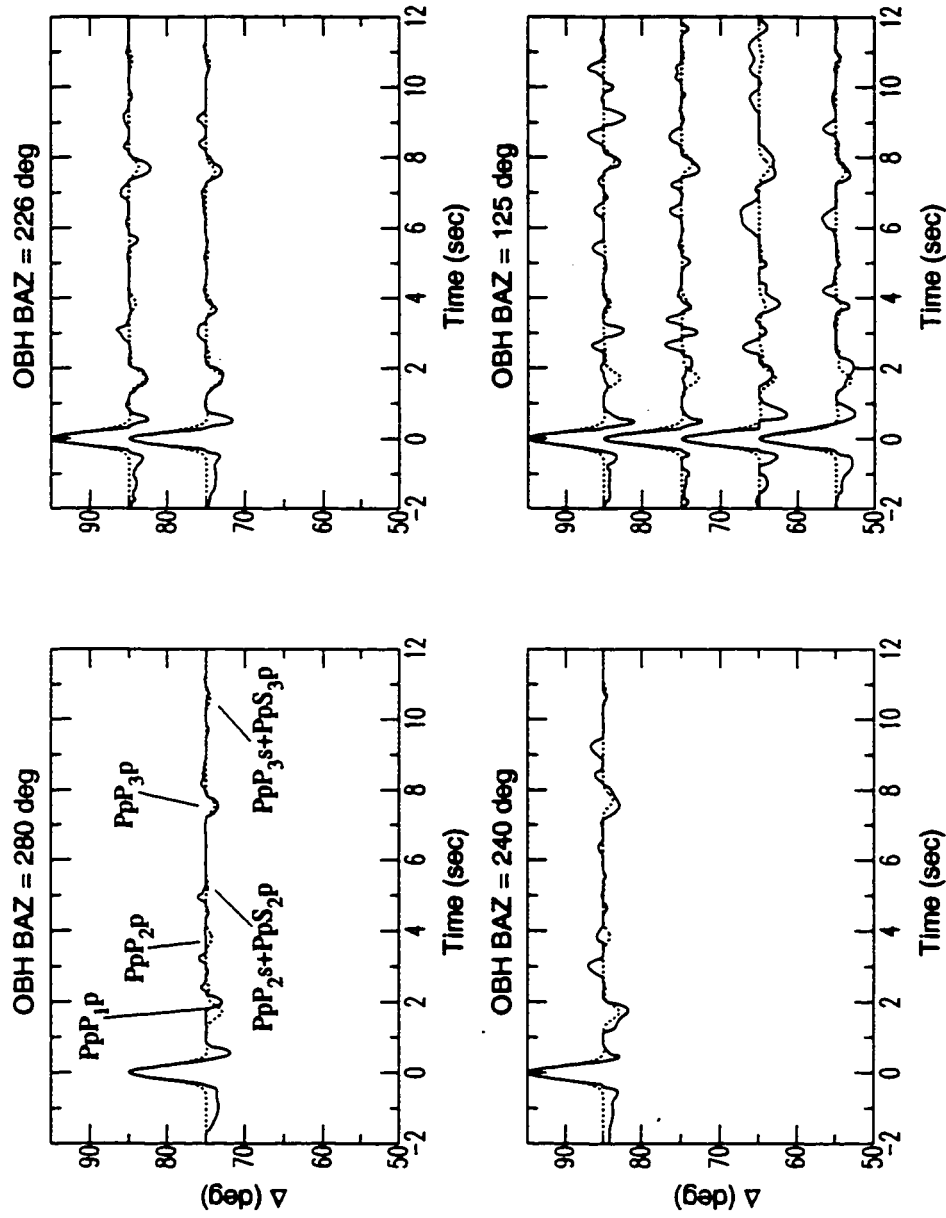 OBH BAZ = 280 deg
90
80
70
60
50
Δ (deg)
PpP1p
PpP2p
PpP3p
PpP2s+PpS2p
PpP3s+PpS3p
-2 0 2 4 6 8 10 12
Time (sec)
OBH BAZ = 226 deg
90
80
70
60
50
-2 0 2 4 6 8 10 12
Time (sec)
OBH BAZ = 240 deg
90
80
70
60
50
Δ (deg)
-2 0 2 4 6 8 10 12
Time (sec)
OBH BAZ = 125 deg
90
80
70
60
50
-2 0 2 4 6 8 10 12
Time (sec)